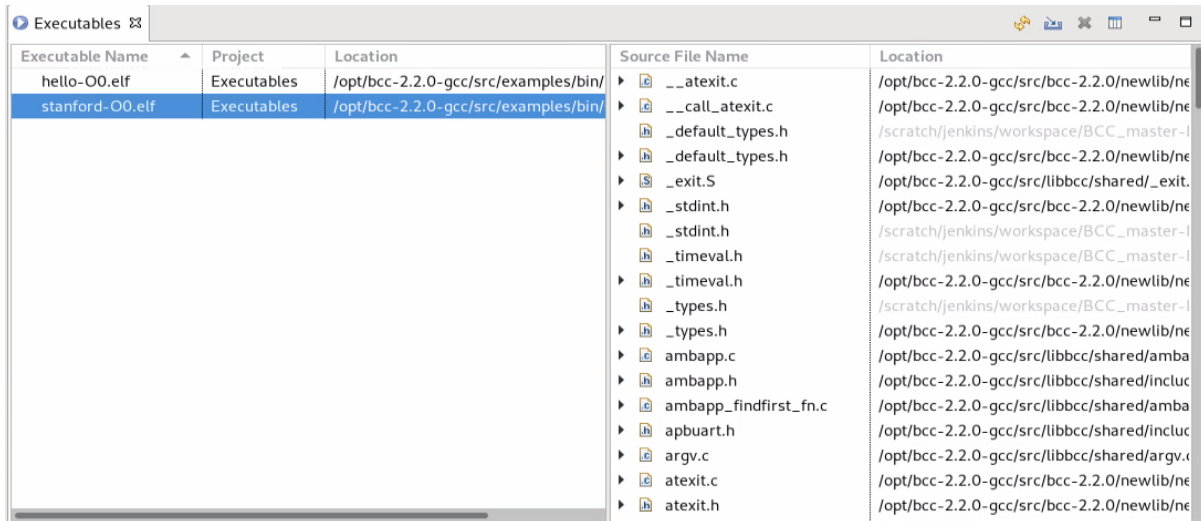 Executables
Executable Name Project Location
hello-O0.elf Executables /opt/bcc-2.2.0-gcc/src/examples/bin/
stanford-O0.elf Executables /opt/bcc-2.2.0-gcc/src/examples/bin/
Source File Name Location
__atexit.c /opt/bcc-2.2.0-gcc/src/bcc-2.2.0/newlib/ne
__call_atexit.c /opt/bcc-2.2.0-gcc/src/bcc-2.2.0/newlib/ne
_default_types.h /scratch/jenkins/workspace/BCC_master-
_default_types.h /opt/bcc-2.2.0-gcc/src/bcc-2.2.0/newlib/ne
_exit.S /opt/bcc-2.2.0-gcc/src/libbcc/shared/_exit.
_stdint.h /opt/bcc-2.2.0-gcc/src/bcc-2.2.0/newlib/ne
_stdint.h /scratch/jenkins/workspace/BCC_master-
_timeval.h /scratch/jenkins/workspace/BCC_master-
_timeval.h /opt/bcc-2.2.0-gcc/src/bcc-2.2.0/newlib/ne
_types.h /scratch/jenkins/workspace/BCC_master-
_types.h /opt/bcc-2.2.0-gcc/src/bcc-2.2.0/newlib/ne
ambapp.c /opt/bcc-2.2.0-gcc/src/libbcc/shared/amba
ambapp.h /opt/bcc-2.2.0-gcc/src/libbcc/shared/includ
ambapp_findfirst_fn.c /opt/bcc-2.2.0-gcc/src/libbcc/shared/amba
apbuart.h /opt/bcc-2.2.0-gcc/src/libbcc/shared/includ
argv.c /opt/bcc-2.2.0-gcc/src/libbcc/shared/argv.
atexit.c /opt/bcc-2.2.0-gcc/src/bcc-2.2.0/newlib/ne
atexit.h /opt/bcc-2.2.0-gcc/src/bcc-2.2.0/newlib/ne